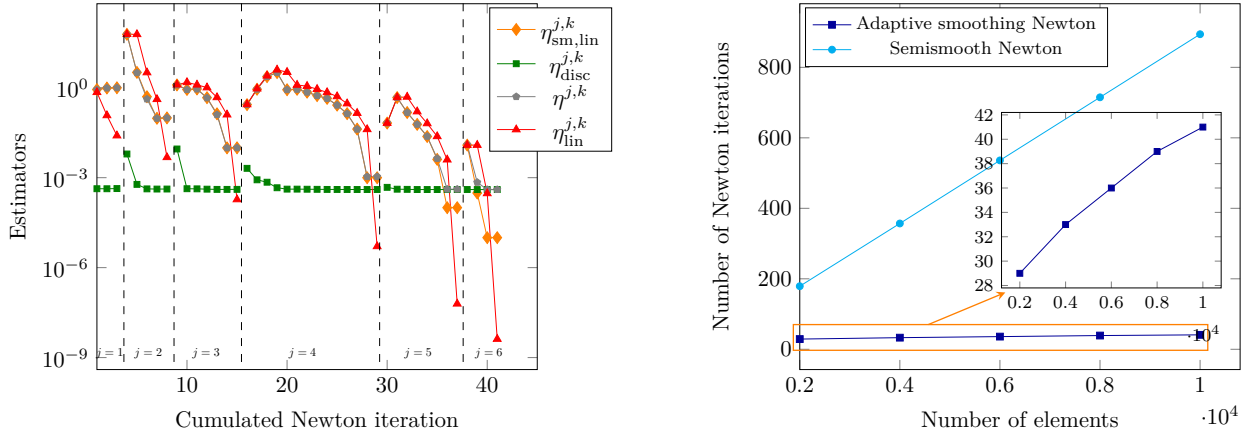 η_{sm,lin}^{j,k}
η_{disc}^{j,k}
η^{j,k}
η_{lin}^{j,k}
10^0
10^{−3}
10^{−6}
10^{−9}
Estimators
j = 1
j = 2
j = 3
j = 4
j = 5
j = 6
10
20
30
40
Cumulated Newton iteration
Adaptive smoothing Newton
Semismooth Newton
800
600
400
200
0
Number of Newton iterations
42
40
38
36
34
32
30
28
0.2
0.4
0.6
0.8
1
·10^4
0.2
0.4
0.6
0.8
1
·10^4
Number of elements